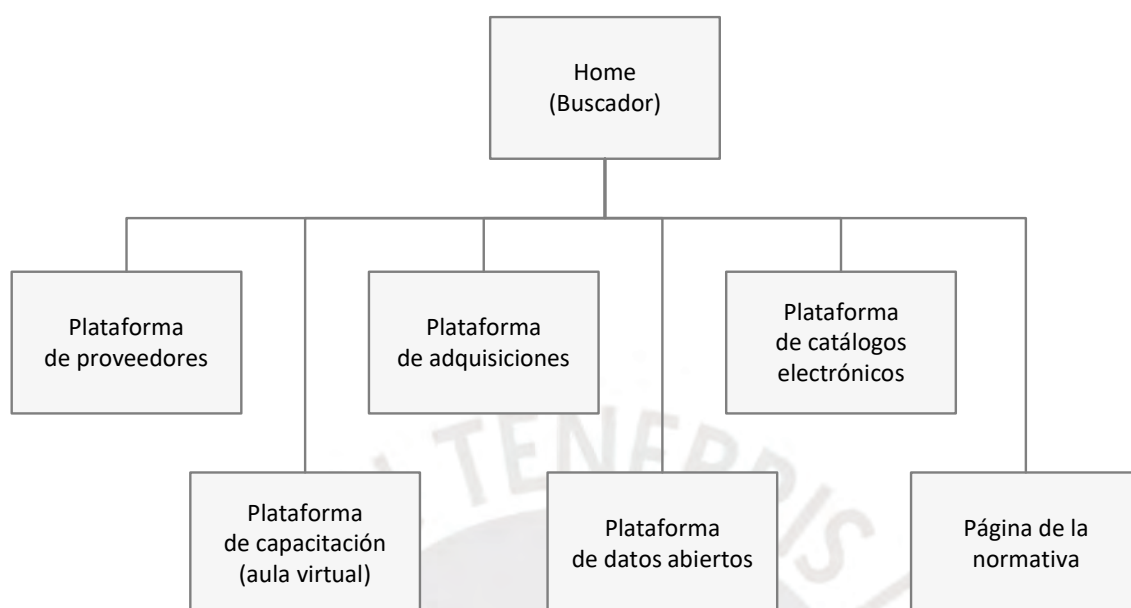 Home
(Buscador)
Plataforma
de proveedores
Plataforma
de adquisiciones
Plataforma
de catálogos
electrónicos
Plataforma
de capacitación
(aula virtual)
Plataforma
de datos abiertos
Página de la
normativa
TENEBRIS